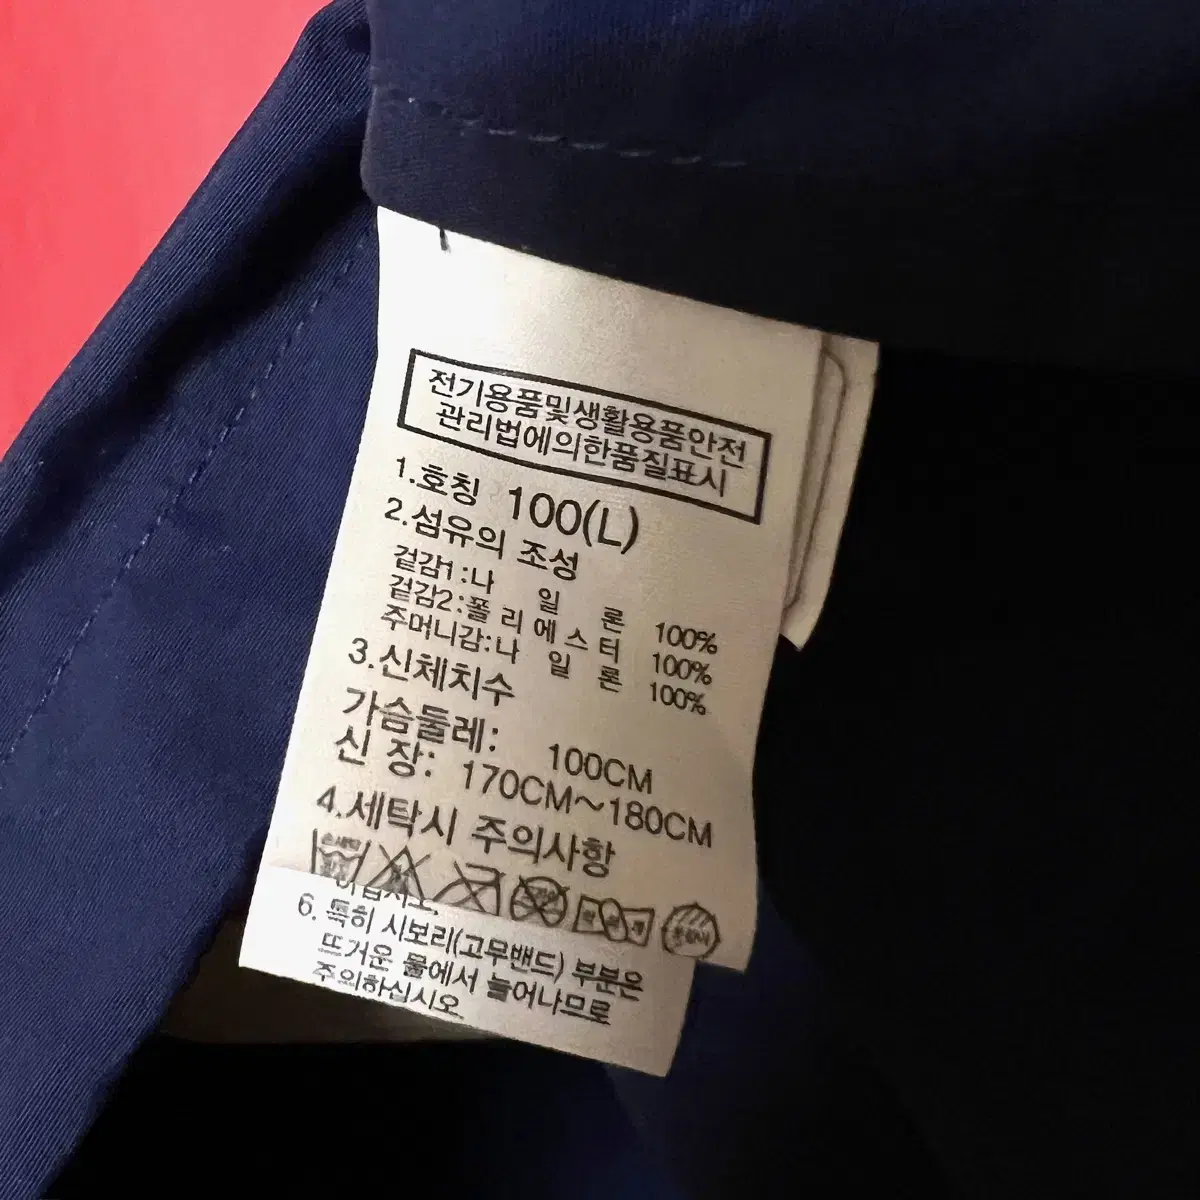 전기용품및생활용품안전
관리법에의한품질표시
1.호칭 100(L)
2.섬유의 조성
겉감1:나 일 론 100%
겉감2:폴리에스터 100%
주머니감:나 일 론 100%
3.신체치수
가슴둘레: 100CM
신 장: 170CM~180CM
4.세탁시 주의사항
손세탁
6. 특히 시보리(고무밴드) 부분은
뜨거운 물에서 늘어나므로
주의하십시오.